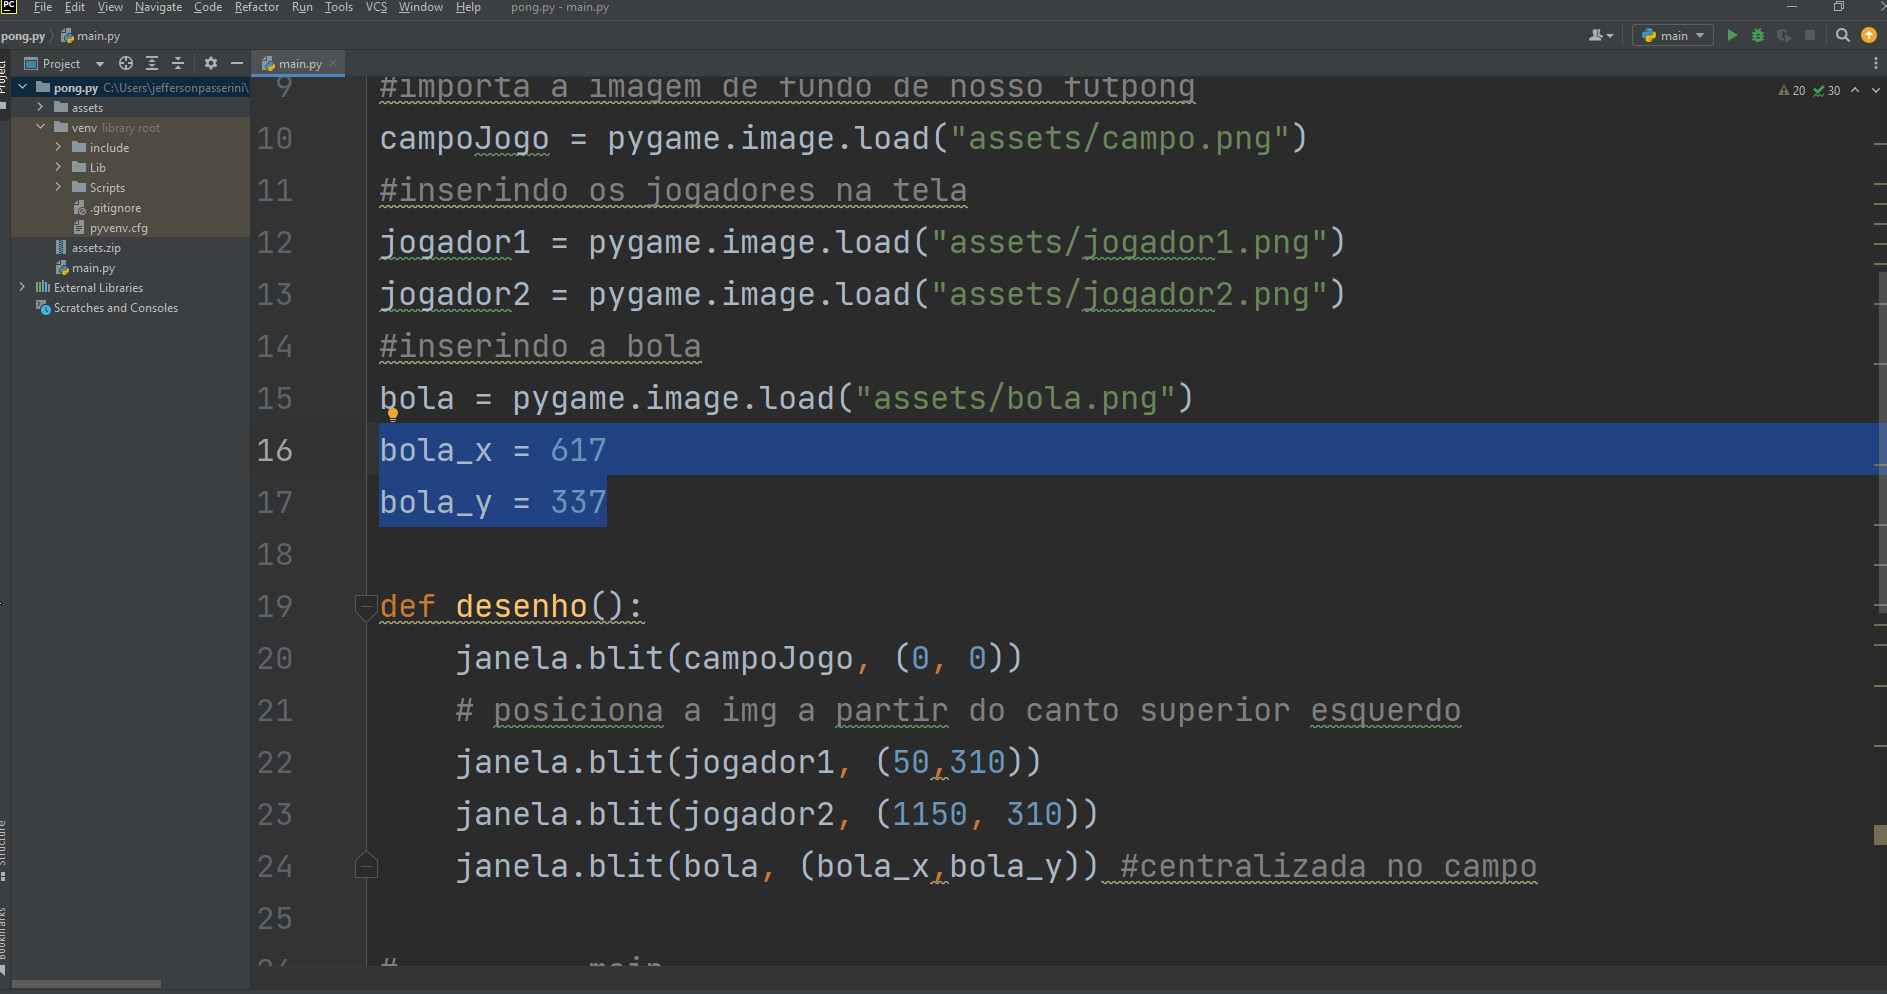 PC File Edit View Navigate Code Refactor Run Tools VCS Window Help pong.py - main.py
pong.py main.py main
Project main.py
Project
pong.py C:\Users\jeffersonpasserini\
assets
venv library root
include
Lib
Scripts
.gitignore
pyvenv.cfg
assets.zip
main.py
External Libraries
Scratches and Consoles
Structure
Bookmarks
20 30
9 #importa a imagem de fundo de nosso futpong
10 campoJogo = pygame.image.load("assets/campo.png")
11 #inserindo os jogadores na tela
12 jogador1 = pygame.image.load("assets/jogador1.png")
13 jogador2 = pygame.image.load("assets/jogador2.png")
14 #inserindo a bola
15 bola = pygame.image.load("assets/bola.png")
16 bola_x = 617
17 bola_y = 337
18
19 def desenho():
20 janela.blit(campoJogo, (0, 0))
21 # posiciona a img a partir do canto superior esquerdo
22 janela.blit(jogador1, (50,310))
23 janela.blit(jogador2, (1150, 310))
24 janela.blit(bola, (bola_x,bola_y)) #centralizada no campo
25
26 # main